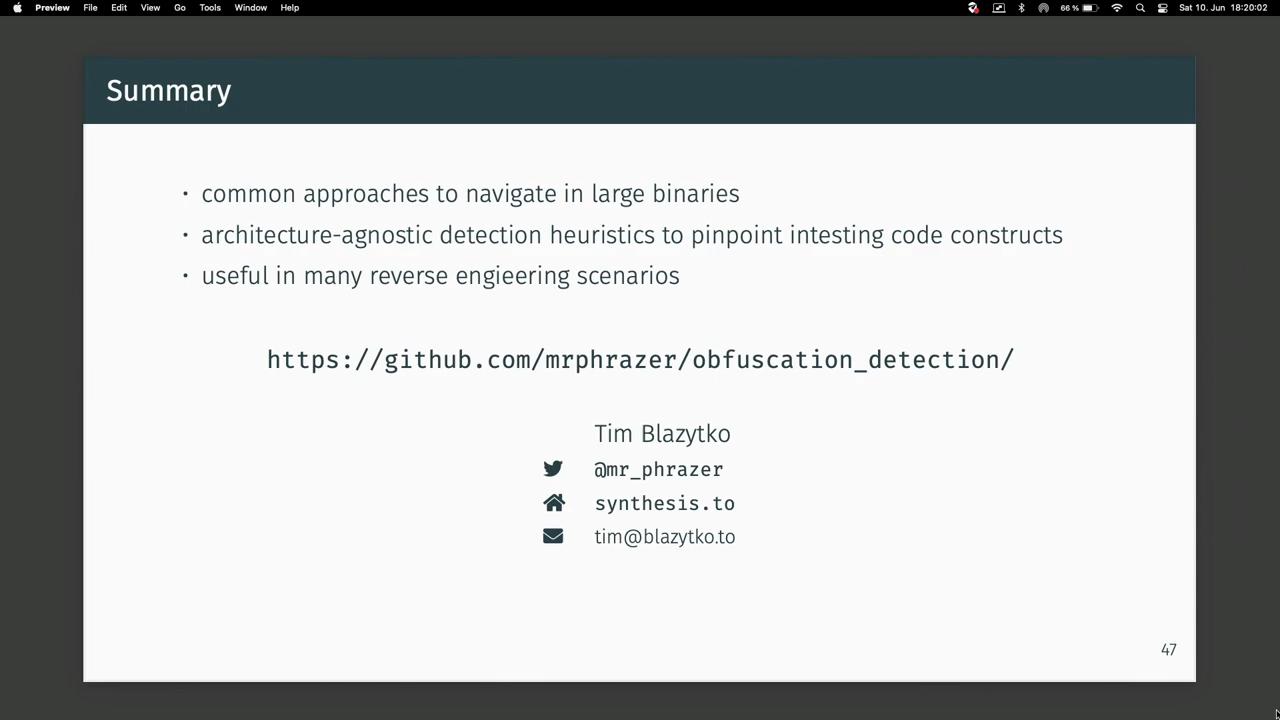 Preview File Edit View Go Tools Window Help 66 % Sat 10. Jun 18:20:02
Summary
• common approaches to navigate in large binaries
• architecture-agnostic detection heuristics to pinpoint intesting code constructs
• useful in many reverse engieering scenarios
https://github.com/mrphrazer/obfuscation_detection/
Tim Blazytko
@mr_phrazer
synthesis.to
tim@blazytko.to
47